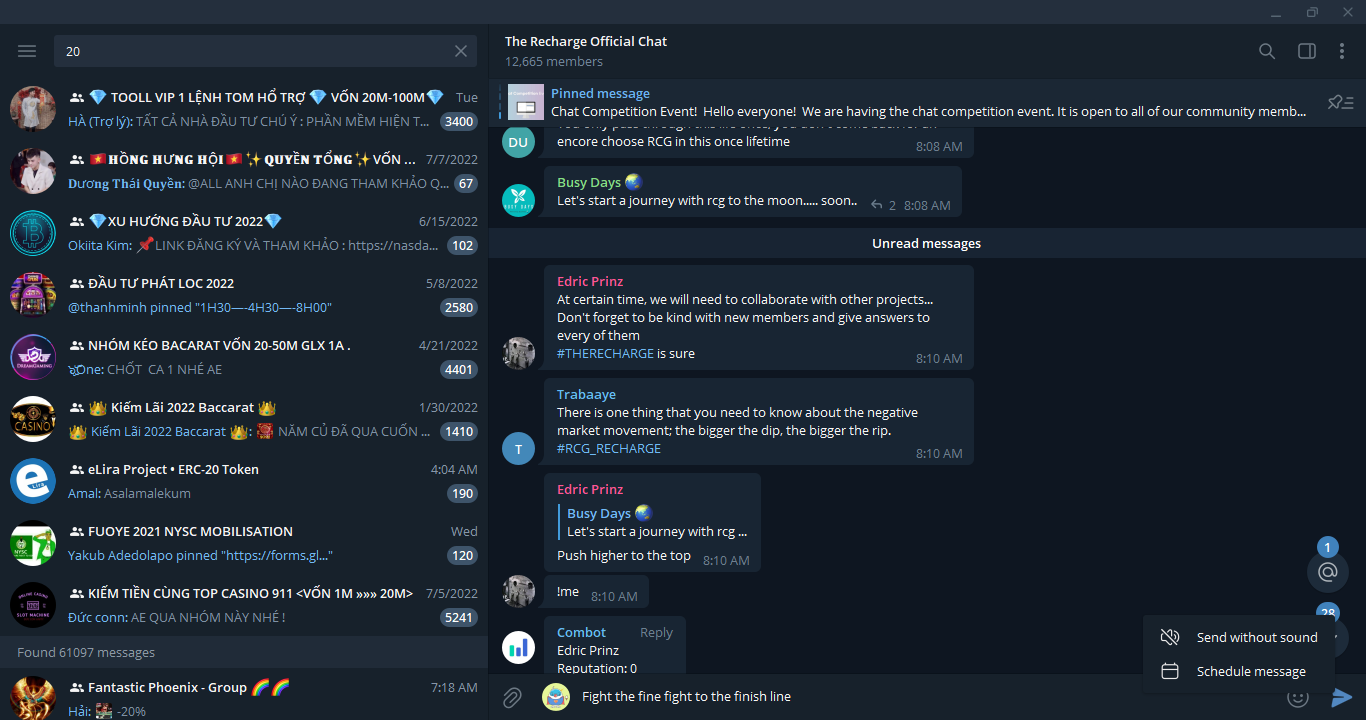 20
💎 TOOLL VIP 1 LỆNH TOM HỔ TRỢ 💎 VỐN 20M-100M💎 Tue
HÀ (Trợ lý): TẤT CẢ NHÀ ĐẦU TƯ CHÚ Ý : PHẦN MỀM HIỆN T... 3400
🇻🇳𝐇Ồ𝐍𝐆 𝐇Ư𝐍𝐆 𝐇Ộ𝐈🇻🇳✨𝐐𝐔𝐘Ề𝐍 𝐓Ổ𝐍𝐆✨VỐN ... 7/7/2022
Dương Thái Quyền: @ALL ANH CHỊ NÀO ĐANG THAM KHẢO Q... 67
💎XU HƯỚNG ĐẦU TƯ 2022💎 6/15/2022
Okiita Kim: 📌LINK ĐĂNG KÝ VÀ THAM KHẢO : https://nasda... 102
ĐẦU TƯ PHÁT LOC 2022 5/8/2022
@thanhminh pinned "1H30—-4H30—-8H00" 2580
NHÓM KÉO BACARAT VỐN 20-50M GLX 1A . 4/21/2022
One: CHỐT CA 1 NHÉ AE 4401
👑 Kiếm Lãi 2022 Baccarat 👑 1/30/2022
👑 Kiếm Lãi 2022 Baccarat 👑: 🧧 NĂM CỦ ĐÃ QUA CUỐN ... 1410
eLira Project • ERC-20 Token 4:04 AM
Amal: Asalamalekum 190
FUOYE 2021 NYSC MOBILISATION Wed
Yakub Adedolapo pinned "https://forms.gl..." 120
KIẾM TIỀN CÙNG TOP CASINO 911 <VỐN 1M »»» 20M> 7/5/2022
Đức conn: AE QUA NHÓM NÀY NHÉ ! 5241
Found 61097 messages
Fantastic Phoenix - Group 🌈🌈 7:18 AM
Hải: -20%
The Recharge Official Chat
12,665 members
Pinned message
Chat Competition Event! Hello everyone! We are having the chat competition event. It is open to all of our community memb...
DU
encore choose RCG in this once lifetime
8:08 AM
Busy Days 🌏
Let's start a journey with rcg to the moon..... soon.. 2 8:08 AM
Unread messages
Edric Prinz
At certain time, we will need to collaborate with other projects...
Don't forget to be kind with new members and give answers to
every of them
#THERECHARGE is sure
8:10 AM
Trabaaye
There is one thing that you need to know about the negative
market movement; the bigger the dip, the bigger the rip.
#RCG_RECHARGE
8:10 AM
T
Edric Prinz
Busy Days 🌏
Let's start a journey with rcg ...
Push higher to the top 8:10 AM
!me 8:10 AM
Combot Reply
Edric Prinz
Reputation: 0
1
28
Send without sound
Schedule message
Fight the fine fight to the finish line